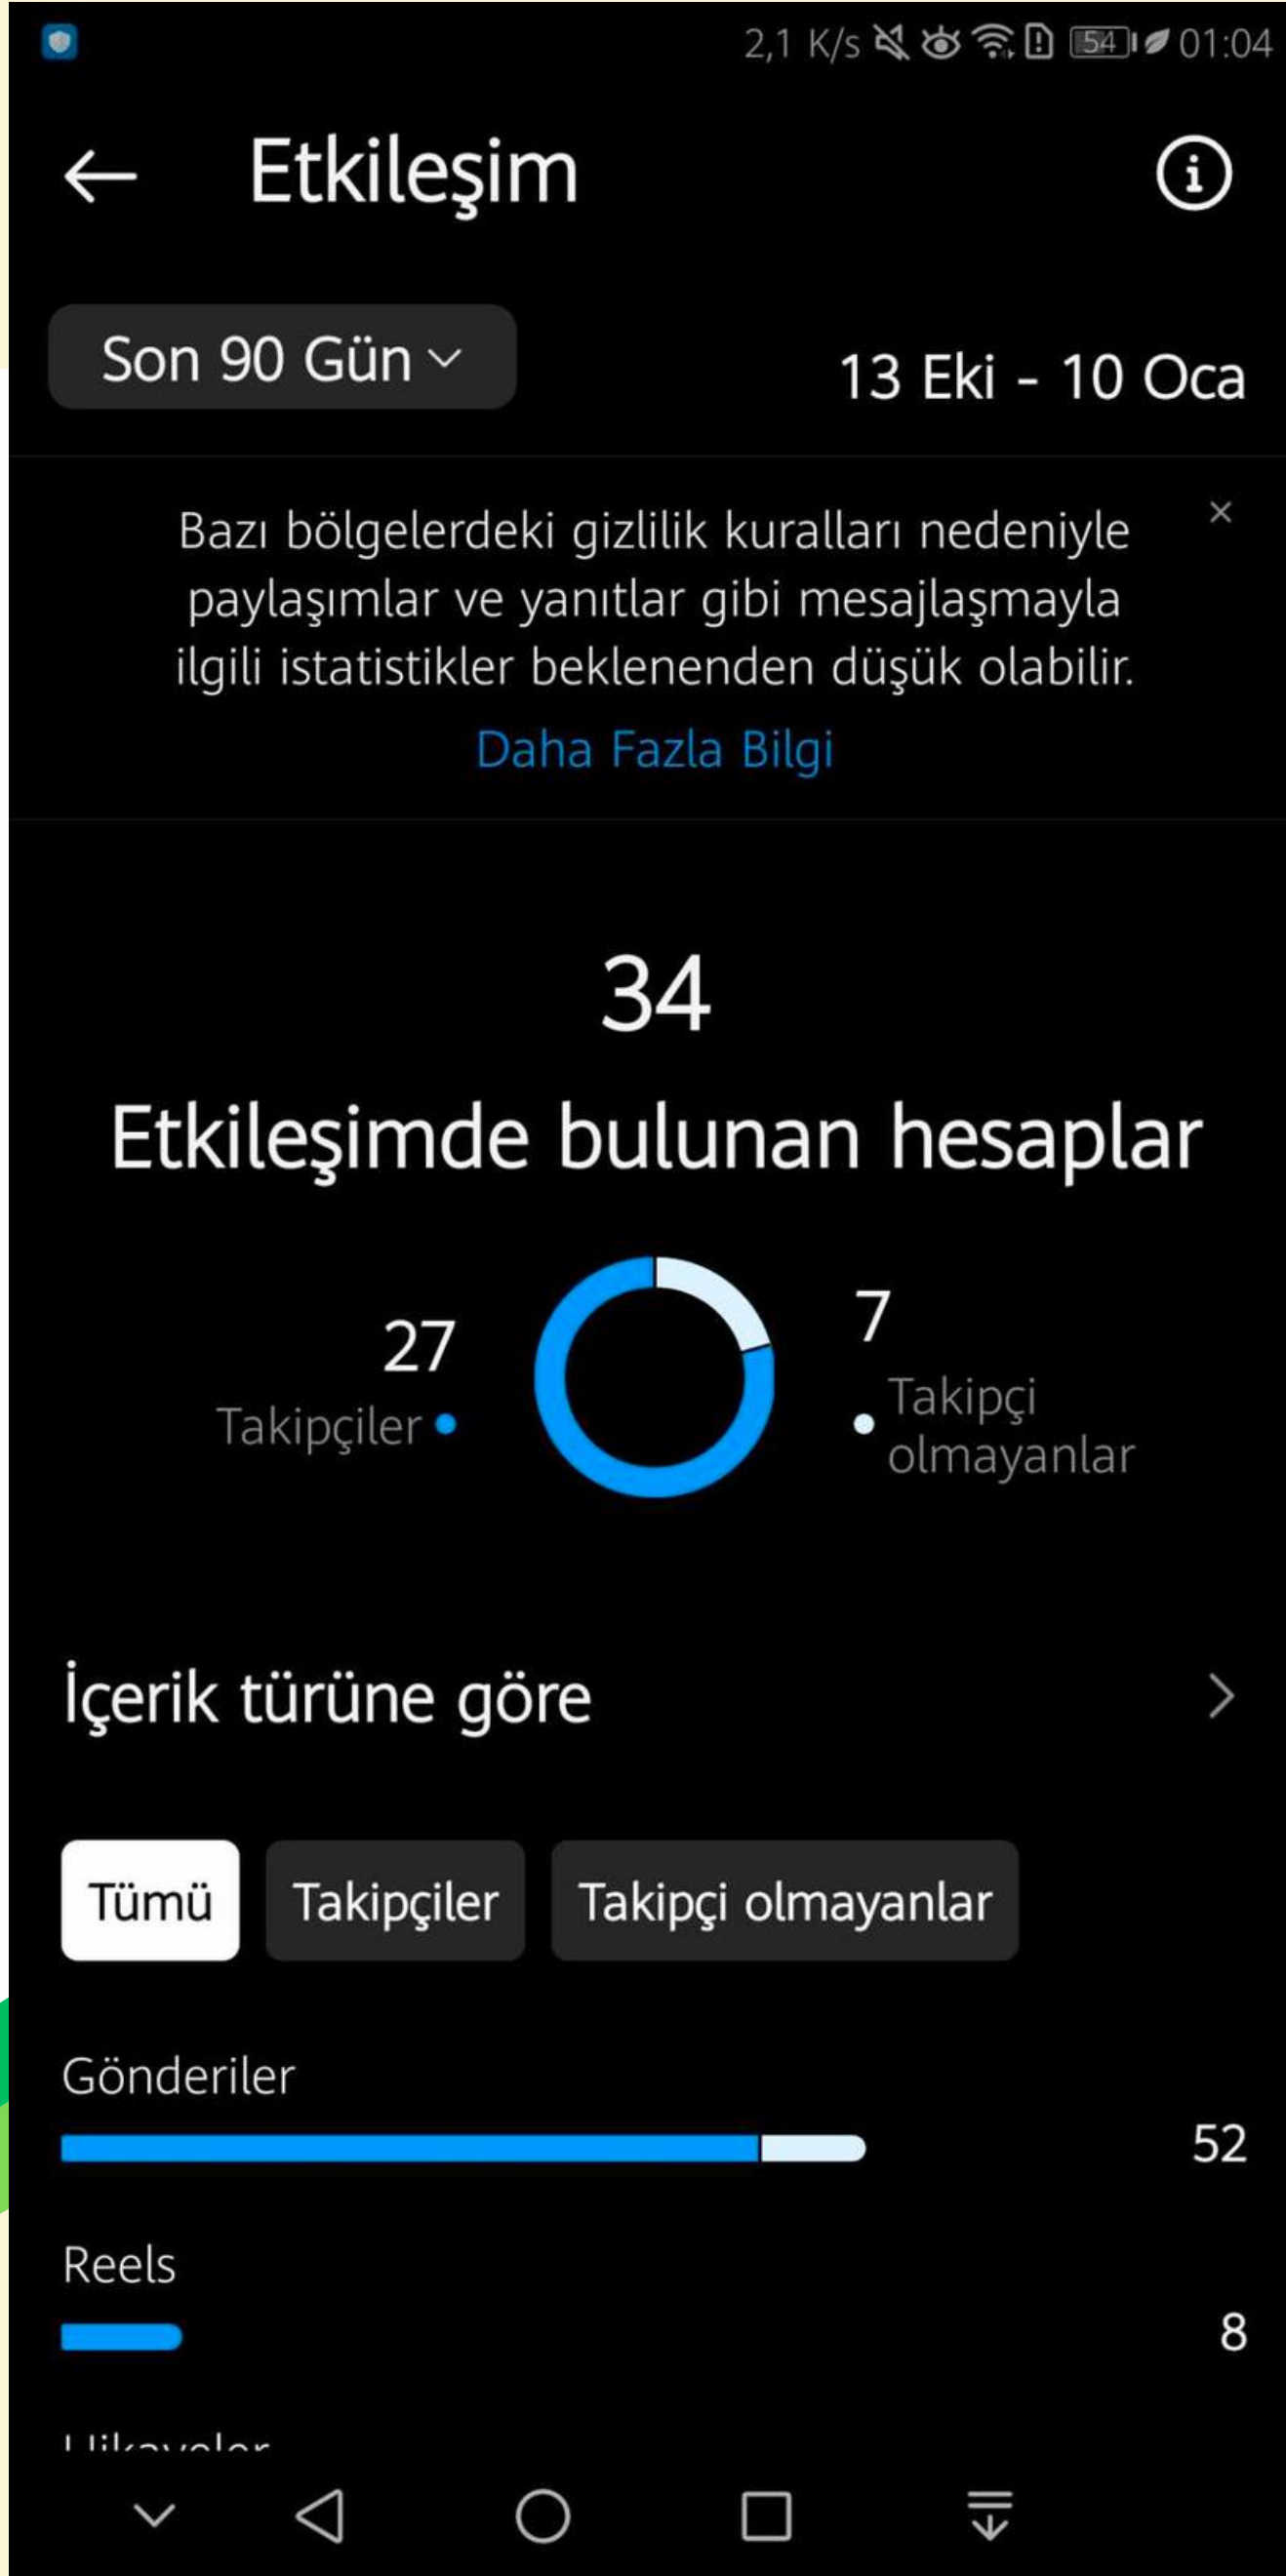 2,1 K/s 54 01:04
Etkileşim
Son 90 Gün
13 Eki - 10 Oca
Bazı bölgelerdeki gizlilik kuralları nedeniyle
paylaşımlar ve yanıtlar gibi mesajlaşmayla
ilgili istatistikler beklenenden düşük olabilir.
Daha Fazla Bilgi
34
Etkileşimde bulunan hesaplar
27
Takipçiler
7
Takipçi
olmayanlar
İçerik türüne göre
Tümü
Takipçiler
Takipçi olmayanlar
Gönderiler
52
Reels
8